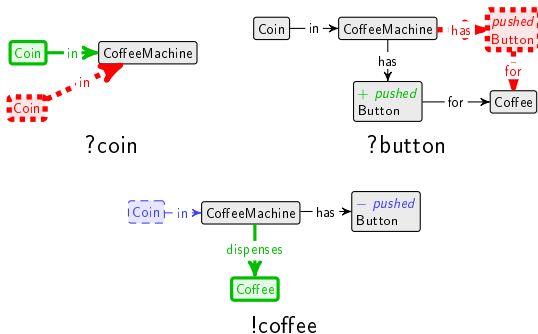 Coin
in
CoffeeMachine
in
Coin
?coin
Coin
in
CoffeeMachine
has
pushed
Button
has
for
+ pushed
Button
for
Coffee
?button
Coin
in
CoffeeMachine
has
− pushed
Button
dispenses
Coffee
!coffee